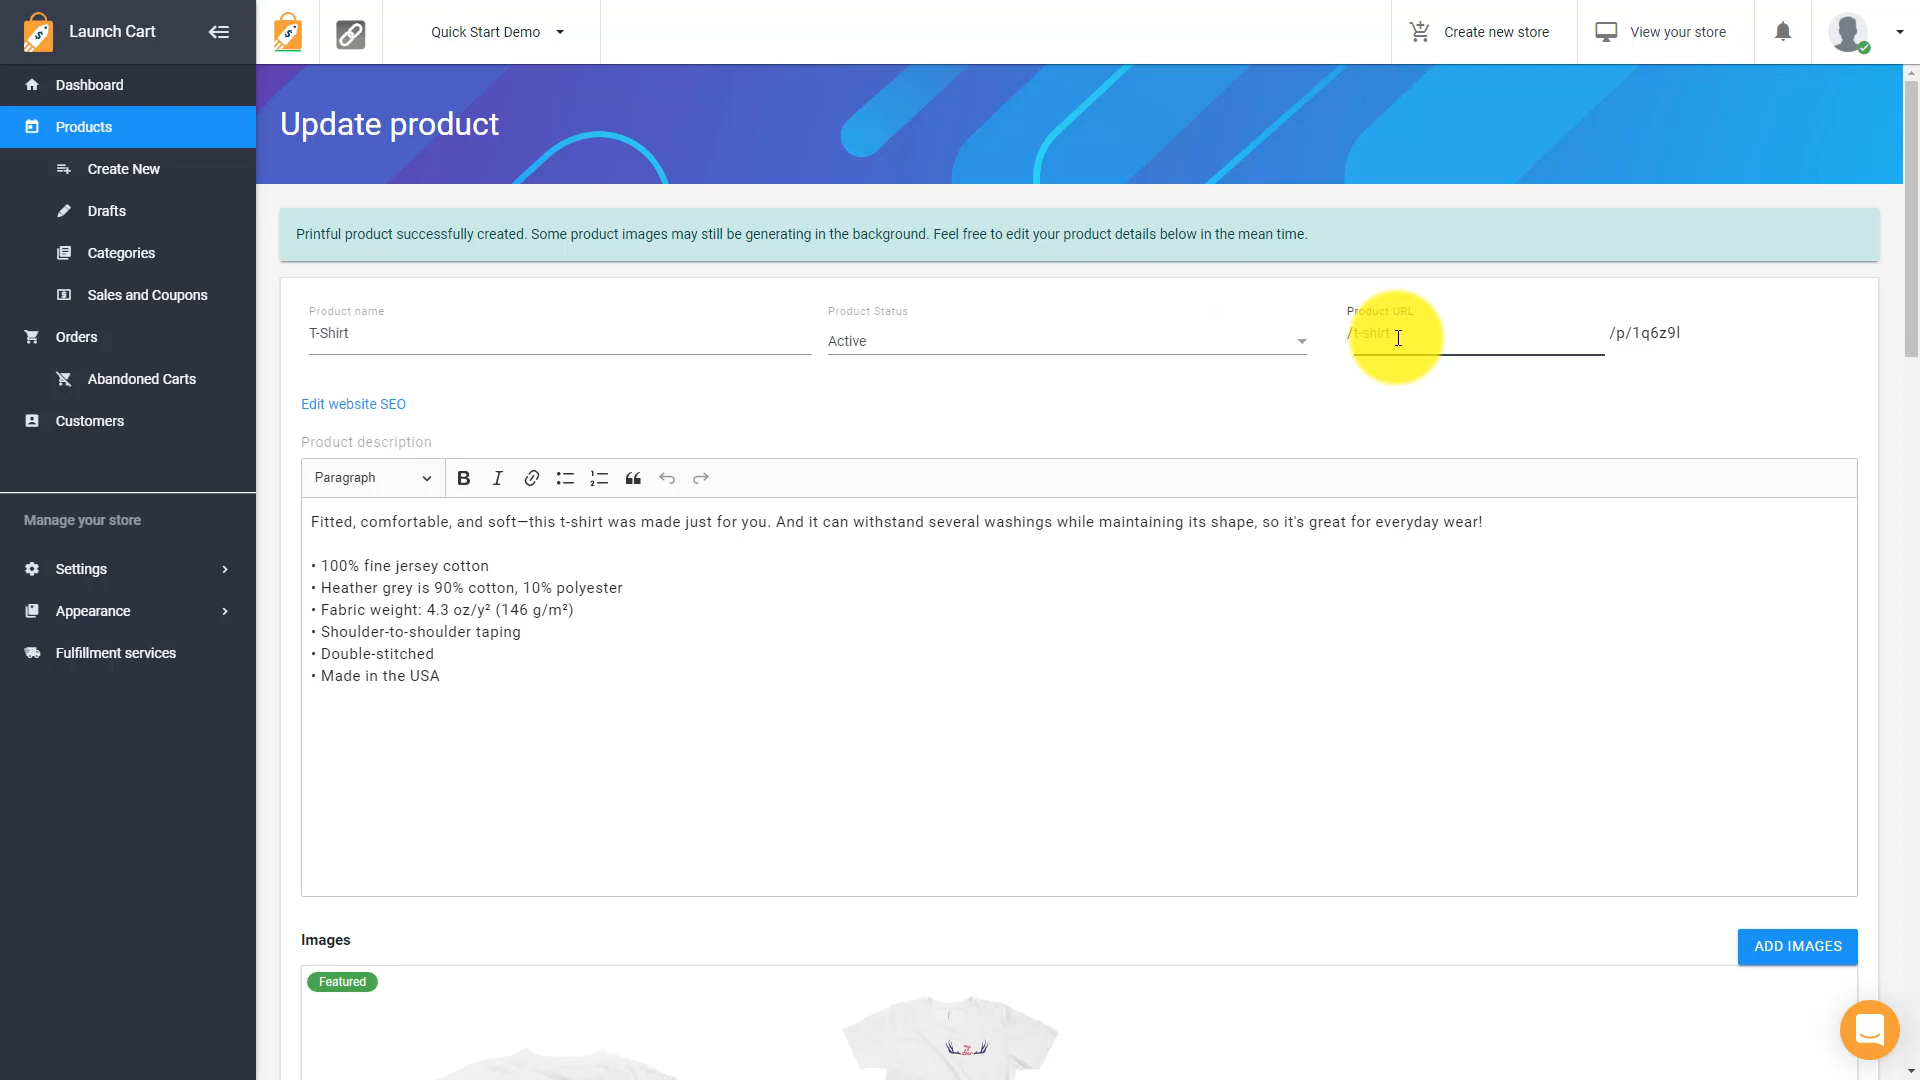 Launch Cart
Quick Start Demo
Create new store
View your store
Dashboard
Products
Create New
Drafts
Categories
Sales and Coupons
Orders
Abandoned Carts
Customers
Manage your store
Settings
Appearance
Fulfillment services
Update product
Printful product successfully created. Some product images may still be generating in the background. Feel free to edit your product details below in the mean time.
Product name
T-Shirt
Product Status
Active
Product URL
/t-shirt
/p/1q6z9l
Edit website SEO
Product description
Paragraph
Fitted, comfortable, and soft—this t-shirt was made just for you. And it can withstand several washings while maintaining its shape, so it's great for everyday wear!
• 100% fine jersey cotton
• Heather grey is 90% cotton, 10% polyester
• Fabric weight: 4.3 oz/y² (146 g/m²)
• Shoulder-to-shoulder taping
• Double-stitched
• Made in the USA
Images
ADD IMAGES
Featured